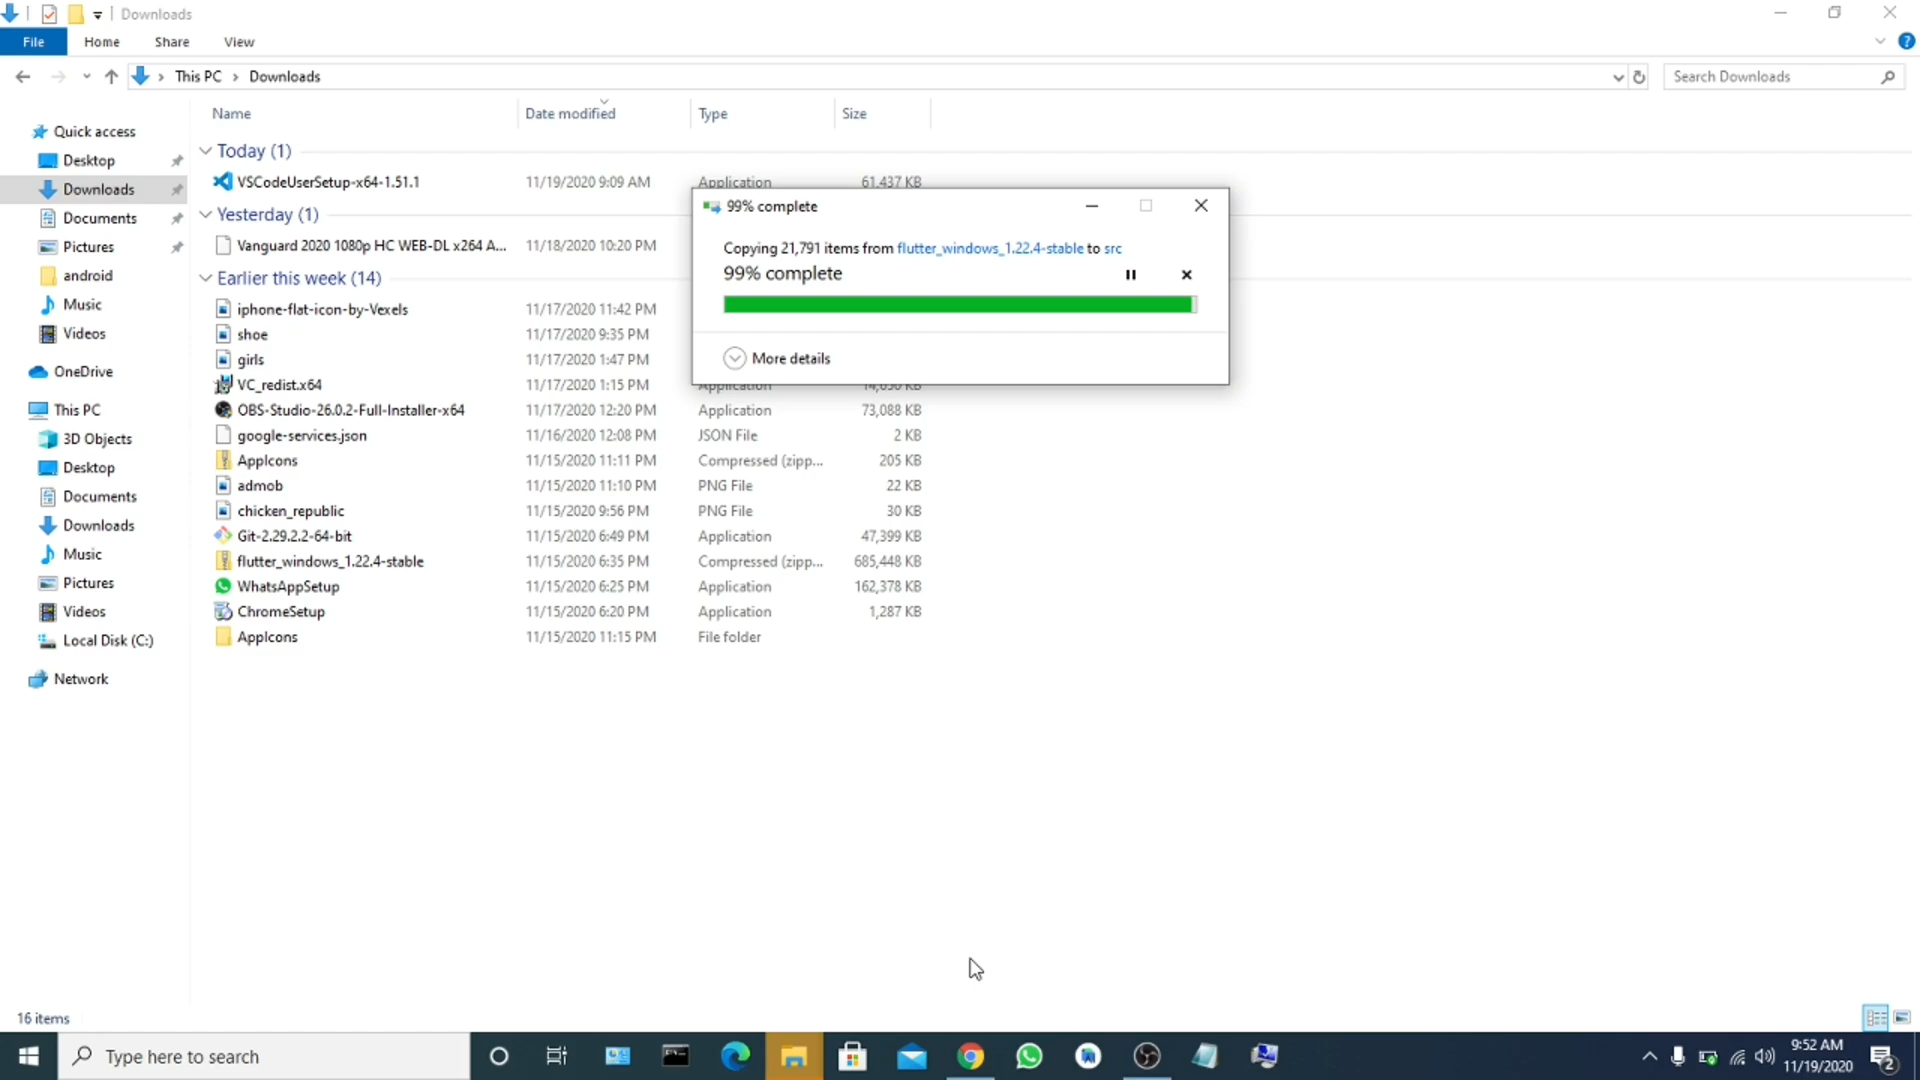 Downloads
File Home Share View
This PC Downloads
Search Downloads
Name Date modified Type Size
Quick access
Desktop
Downloads
Documents
Pictures
android
Music
Videos
OneDrive
This PC
3D Objects
Desktop
Documents
Downloads
Music
Pictures
Videos
Local Disk (C:)
Network
Today (1)
VSCodeUserSetup-x64-1.51.1 11/19/2020 9:09 AM Application 61,437 KB
Yesterday (1)
Vanguard 2020 1080p HC WEB-DL x264 A... 11/18/2020 10:20 PM
Earlier this week (14)
iphone-flat-icon-by-Vexels 11/17/2020 11:42 PM
shoe 11/17/2020 9:35 PM
girls 11/17/2020 1:47 PM
VC_redist.x64 11/17/2020 1:15 PM Application
OBS-Studio-26.0.2-Full-Installer-x64 11/17/2020 12:20 PM Application 73,088 KB
google-services.json 11/16/2020 12:08 PM JSON File 2 KB
AppIcons 11/15/2020 11:11 PM Compressed (zipp... 205 KB
admob 11/15/2020 11:10 PM PNG File 22 KB
chicken_republic 11/15/2020 9:56 PM PNG File 30 KB
Git-2.29.2.2-64-bit 11/15/2020 6:49 PM Application 47,399 KB
flutter_windows_1.22.4-stable 11/15/2020 6:35 PM Compressed (zipp... 685,448 KB
WhatsAppSetup 11/15/2020 6:25 PM Application 162,378 KB
ChromeSetup 11/15/2020 6:20 PM Application 1,287 KB
AppIcons 11/15/2020 11:15 PM File folder
99% complete
Copying 21,791 items from flutter_windows_1.22.4-stable to src
99% complete
More details
16 items
Type here to search
9:52 AM
11/19/2020
2